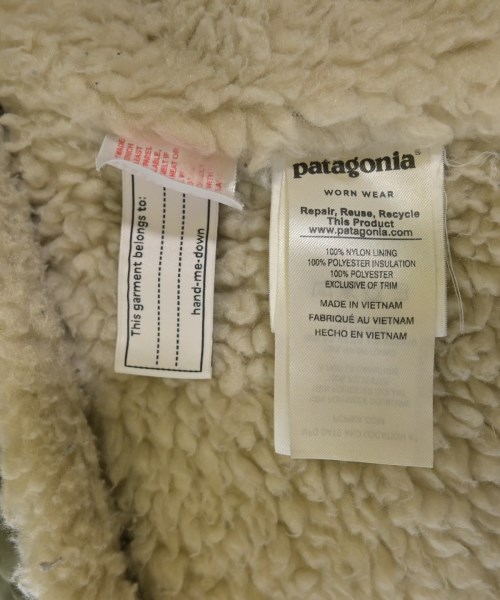 This garment belongs to:
hand-me-down
patagonia®
WORN WEAR
Repair, Reuse, Recycle
This Product
www.patagonia.com
100% NYLON LINING
100% POLYESTER INSULATION
100% POLYESTER
EXCLUSIVE OF TRIM
MADE IN VIETNAM
FABRIQUÉ AU VIETNAM
HECHO EN VIETNAM